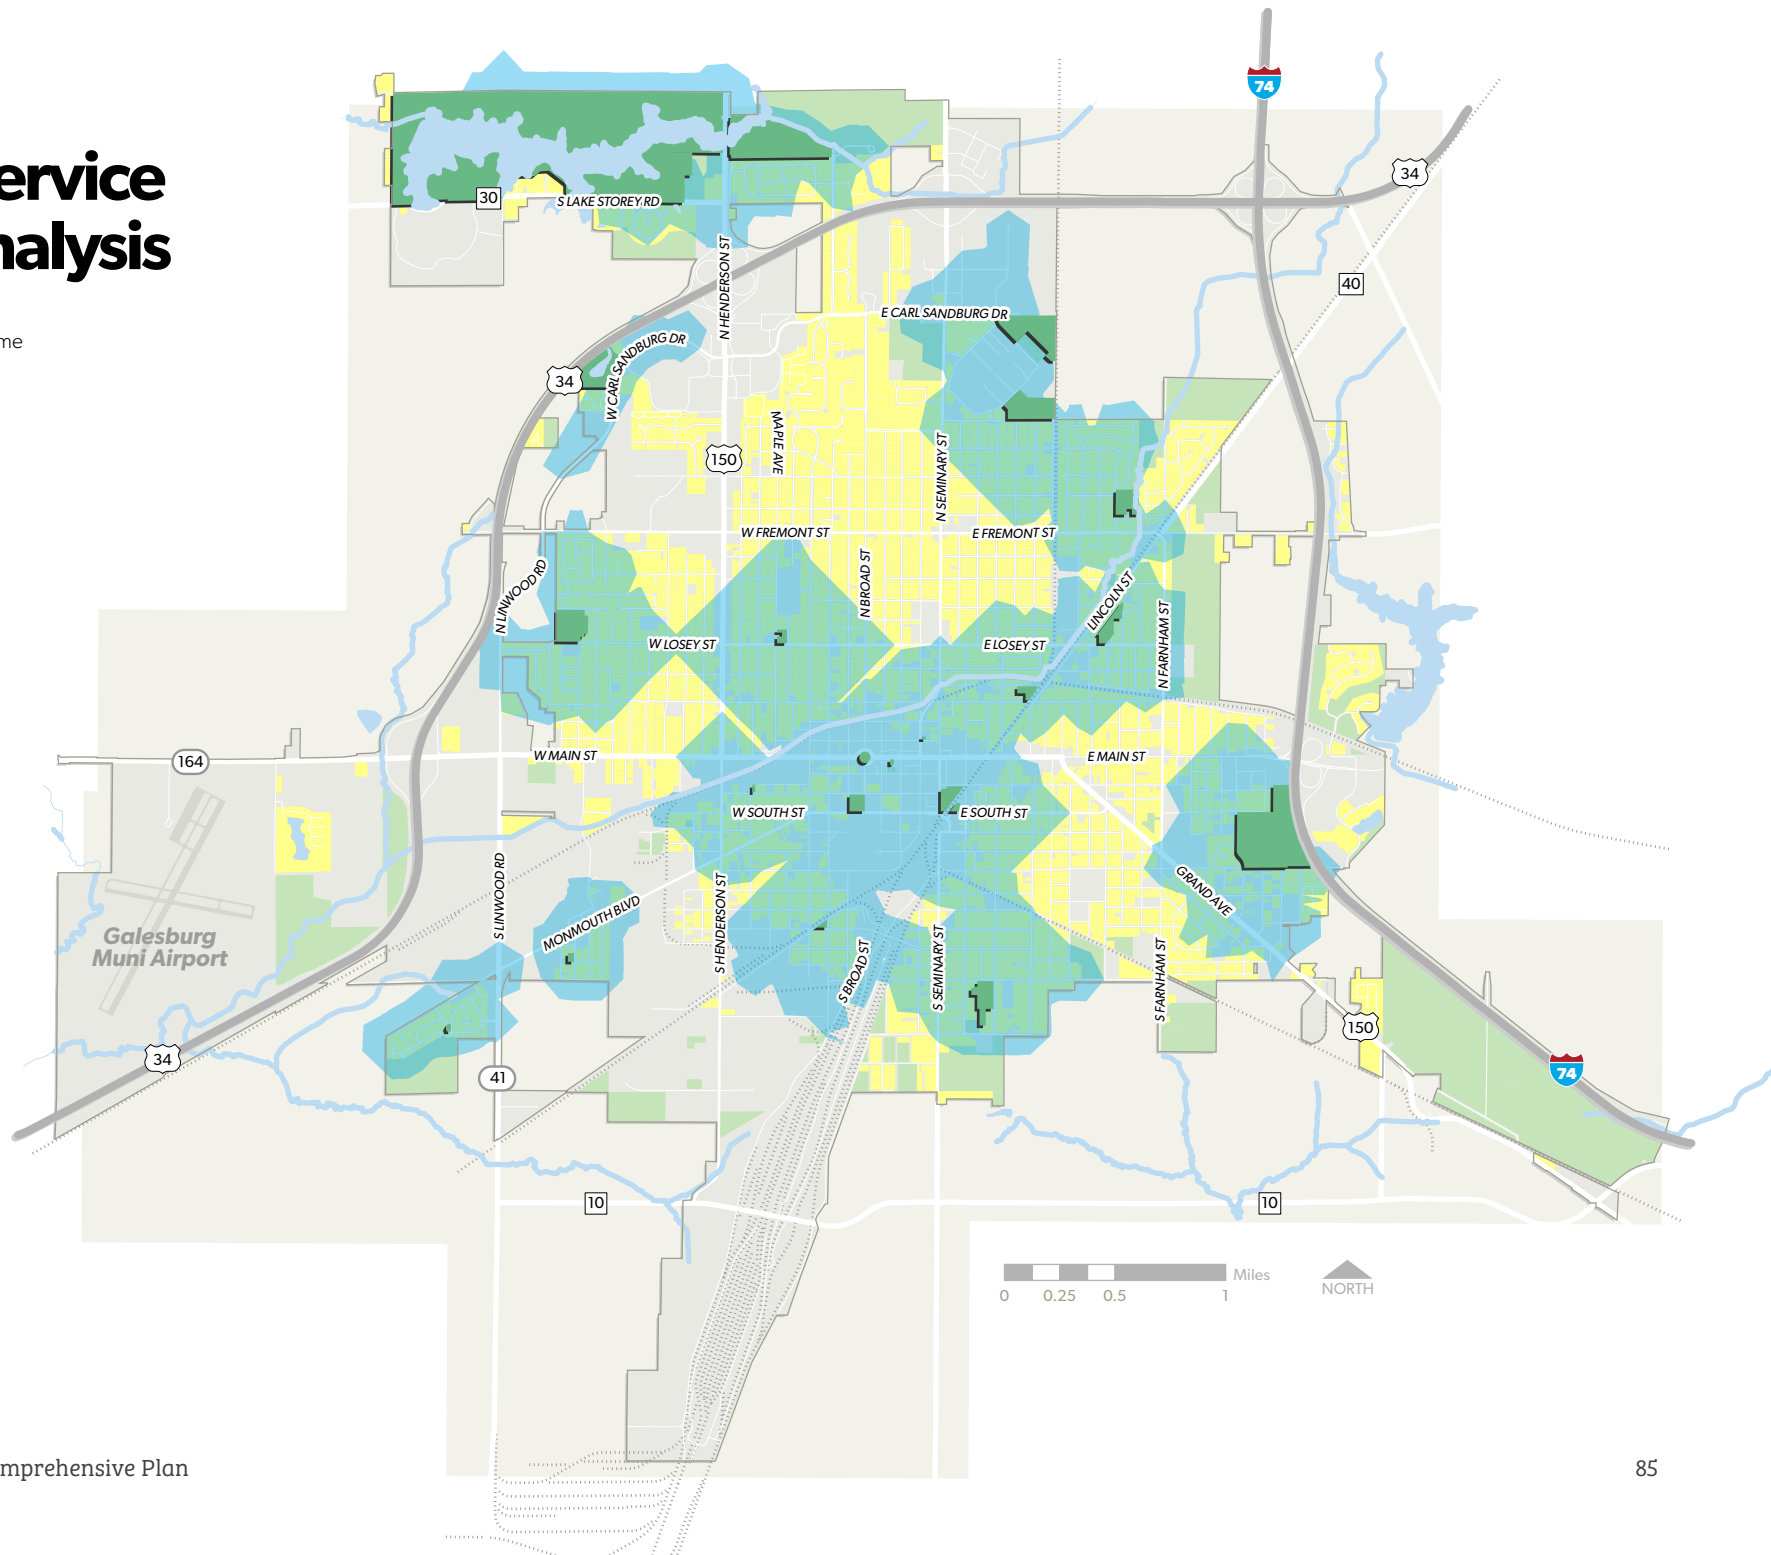 ervice
nalysis
me
74
34
30
S LAKE STOREY RD
N HENDERSON ST
40
E CARL SANDBURG DR
W CARL SANDBURG DR
34
MAPLE AVE
150
N SEMINARY ST
W FREMONT ST
E FREMONT ST
N BROAD ST
N LINWOOD RD
LINCOLN ST
N FARNHAM ST
W LOSEY ST
E LOSEY ST
164
W MAIN ST
E MAIN ST
W SOUTH ST
E SOUTH ST
S LINWOOD RD
MONMOUTH BLVD
S HENDERSON ST
GRAND AVE
Galesburg
Muni Airport
S BROAD ST
S SEMINARY ST
S FARNHAM ST
150
34
41
74
10
10
Miles
0 0.25 0.5 1
NORTH
mprehensive Plan
85